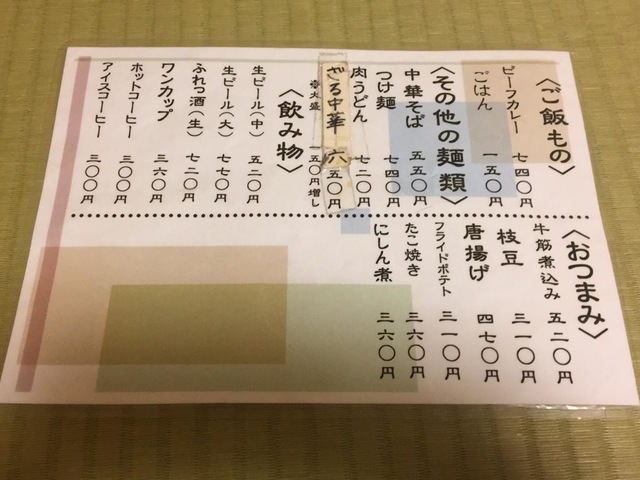 〈ご飯もの〉
ビーフカレー 七四〇円
ごはん 一五〇円
〈その他の麺類〉
中華そば 五五〇円
つけ麺 七四〇円
肉うどん 七二〇円
ざる中華 六五〇円
大盛 一五〇円増し
〈飲み物〉
生ビール(中) 五二〇円
生ビール(大) 七七〇円
ふれっ酒(生) 七二〇円
ワンカップ 三六〇円
ホットコーヒー 三〇〇円
アイスコーヒー 三〇〇円
〈おつまみ〉
牛筋煮込み 五二〇円
枝豆 三一〇円
唐揚げ 四七〇円
フライドポテト 三一〇円
たこ焼き 三六〇円
にしん煮 三六〇円